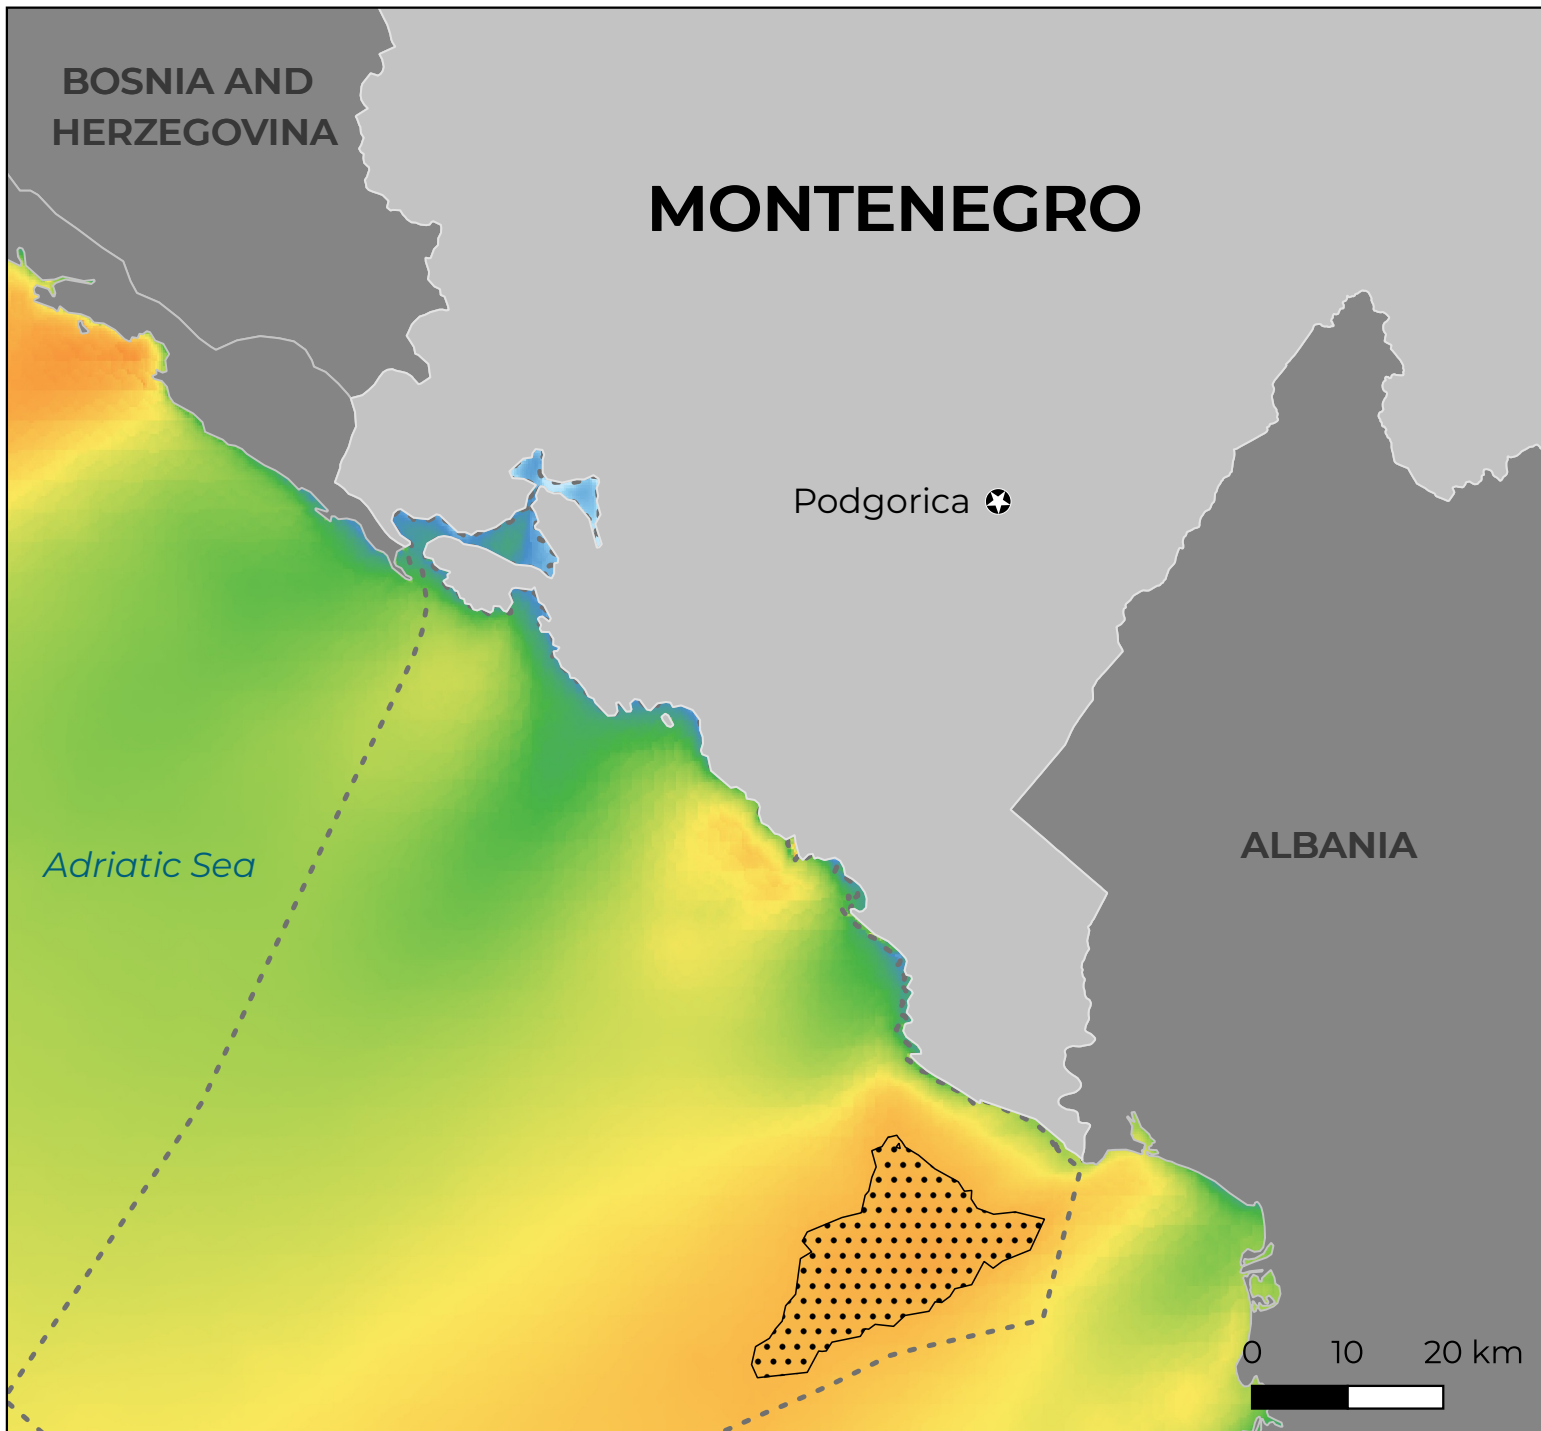 BOSNIA AND
HERZEGOVINA
MONTENEGRO
Podgorica
Adriatic Sea
ALBANIA
0 10 20 km